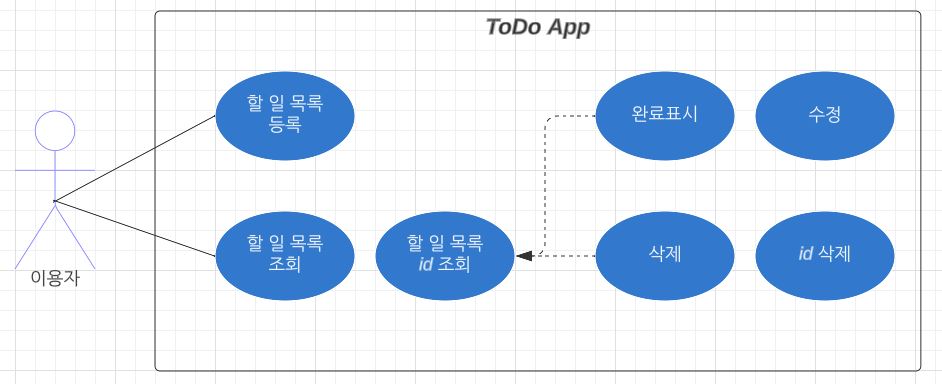 ToDo App
할 일 목록
등록
완료표시
수정
이용자
할 일 목록
조회
할 일 목록
id 조회
삭제
id 삭제